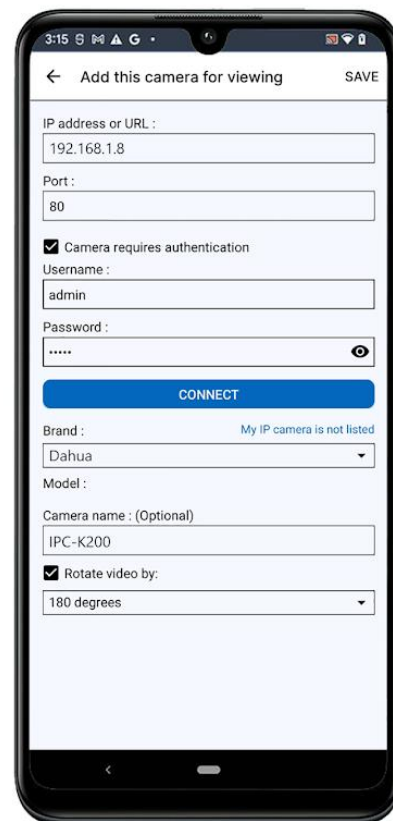 3:15
Add this camera for viewing SAVE
IP address or URL :
192.168.1.8
Port :
80
Camera requires authentication
Username :
admin
Password :
•••••
CONNECT
Brand : My IP camera is not listed
Dahua
Model :
Camera name : (Optional)
IPC-K200
Rotate video by:
180 degrees